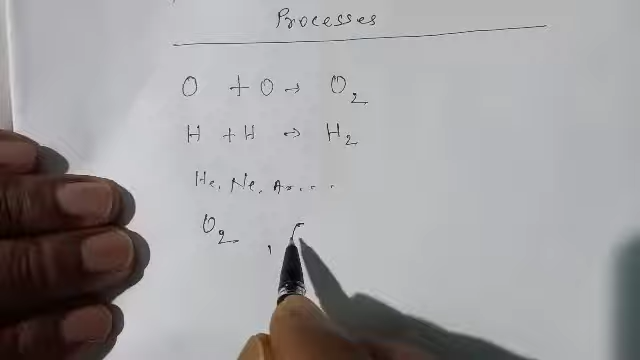 Processes
O + O → O2
H + H → H2
He, Ne, Ar. . .
O2 ,